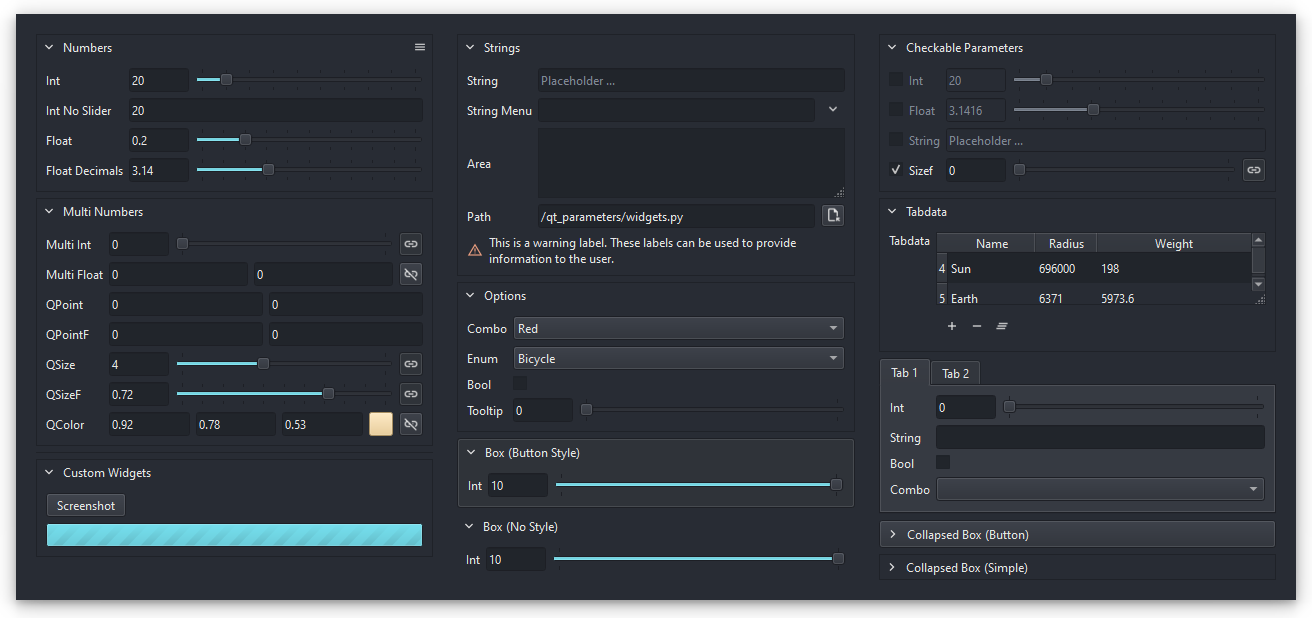 Numbers
Int 20
Int No Slider 20
Float 0.2
Float Decimals 3.14
Multi Numbers
Multi Int 0
Multi Float 0 0
QPoint 0 0
QPointF 0 0
QSize 4
QSizeF 0.72
QColor 0.92 0.78 0.53
Custom Widgets
Screenshot
Strings
String Placeholder ...
String Menu
Area
Path /qt_parameters/widgets.py
This is a warning label. These labels can be used to provide
information to the user.
Options
Combo Red
Enum Bicycle
Bool
Tooltip 0
Box (Button Style)
Int 10
Box (No Style)
Int 10
Checkable Parameters
Int 20
Float 3.1416
String Placeholder ...
Sizef 0
Tabdata
Tabdata Name Radius Weight
4 Sun 696000 198
5 Earth 6371 5973.6
Tab 1 Tab 2
Int 0
String
Bool
Combo
Collapsed Box (Button)
Collapsed Box (Simple)